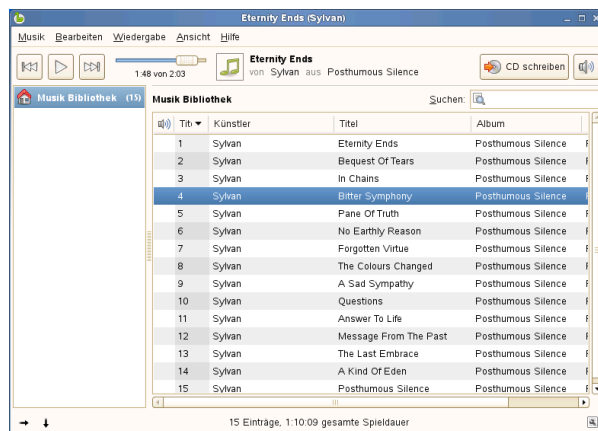 Eternity Ends (Sylvan)
Musik Bearbeiten Wiedergabe Ansicht Hilfe
Eternity Ends
1:48 von 2:03 von Sylvan aus Posthumous Silence CD schreiben
Musik Bibliothek (15) Musik Bibliothek Suchen:
Künstler Titel Album
1 Sylvan Eternity Ends Posthumous Silence
2 Sylvan Bequest Of Tears Posthumous Silence
3 Sylvan In Chains Posthumous Silence
4 Sylvan Bitter Symphony Posthumous Silence
5 Sylvan Pane Of Truth Posthumous Silence
6 Sylvan No Earthly Reason Posthumous Silence
7 Sylvan Forgotten Virtue Posthumous Silence
8 Sylvan The Colours Changed Posthumous Silence
9 Sylvan A Sad Sympathy Posthumous Silence
10 Sylvan Questions Posthumous Silence
11 Sylvan Answer To Life Posthumous Silence
12 Sylvan Message From The Past Posthumous Silence
13 Sylvan The Last Embrace Posthumous Silence
14 Sylvan A Kind Of Eden Posthumous Silence
15 Sylvan Posthumous Silence Posthumous Silence
15 Einträge, 1:10:09 gesamte Spieldauer